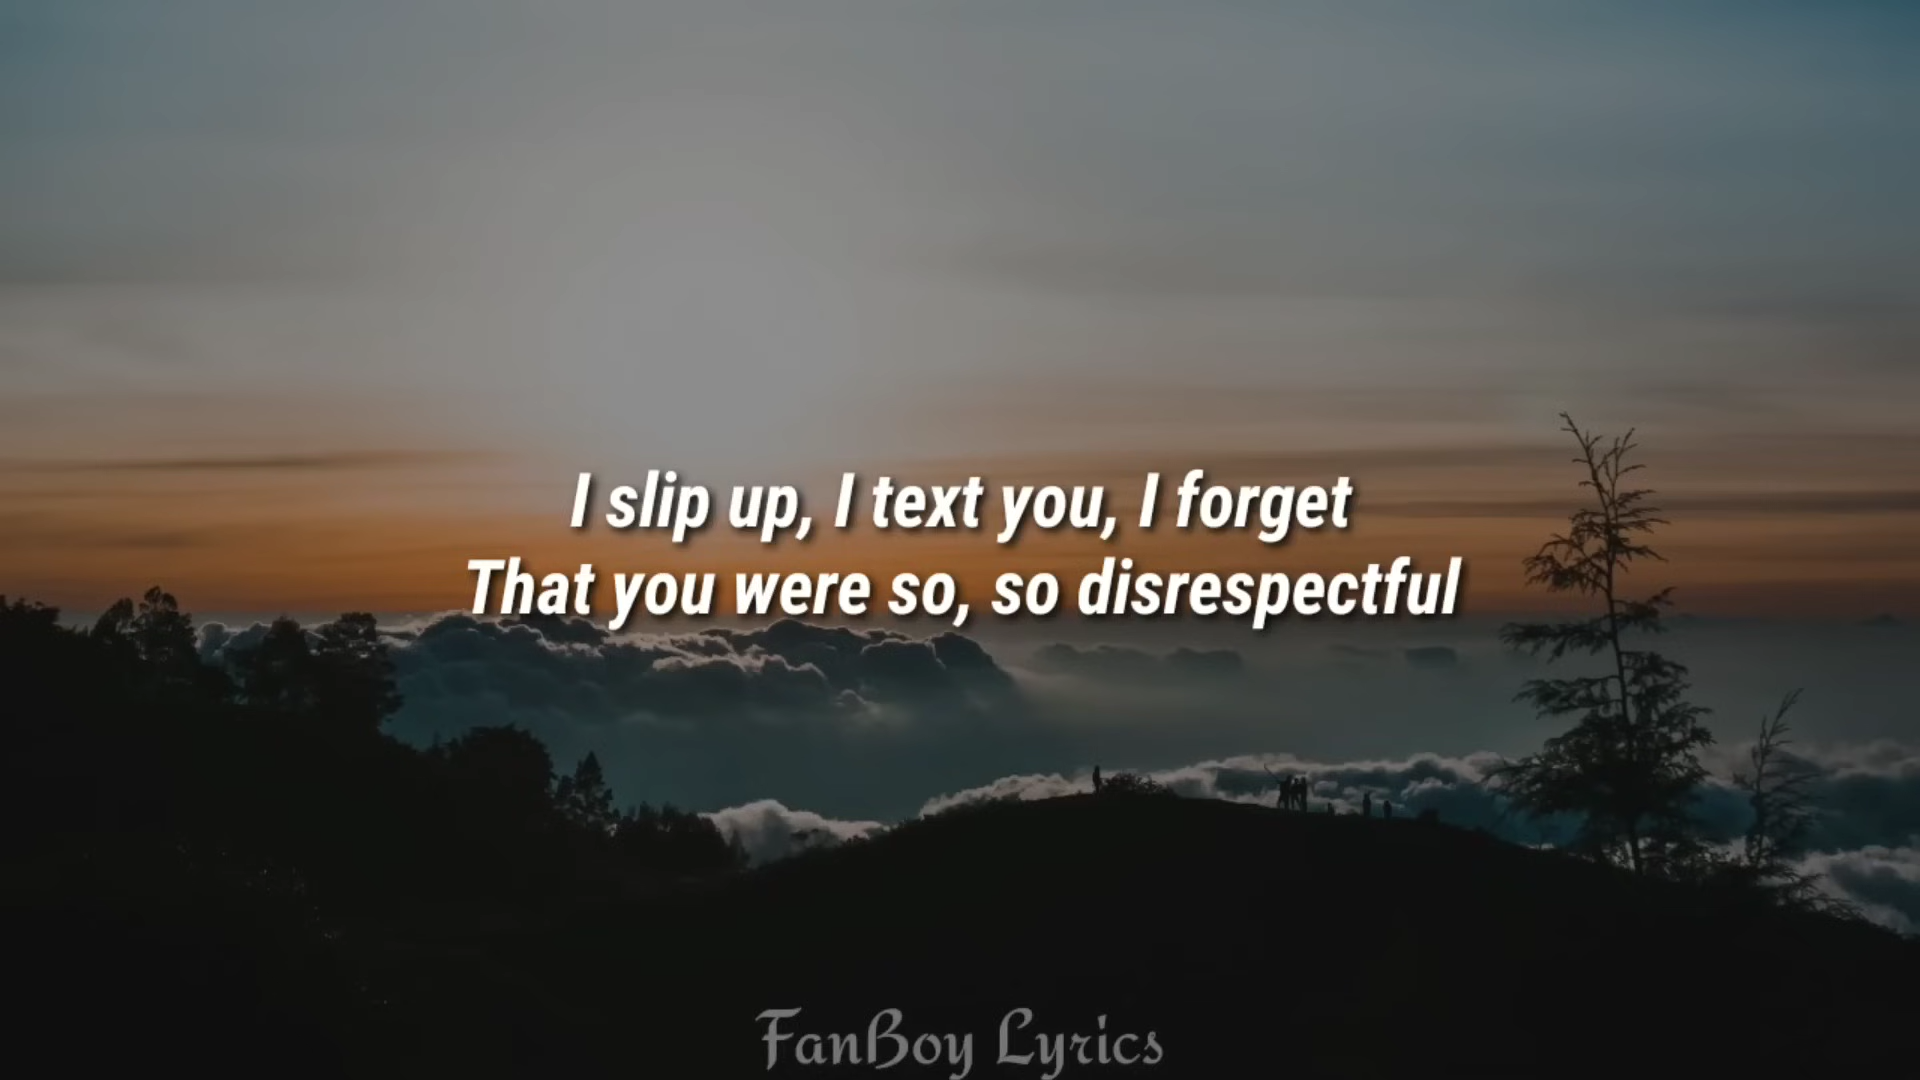 I slip up, I text you, I forget
That you were so, so disrespectful
FanBoy Lyrics